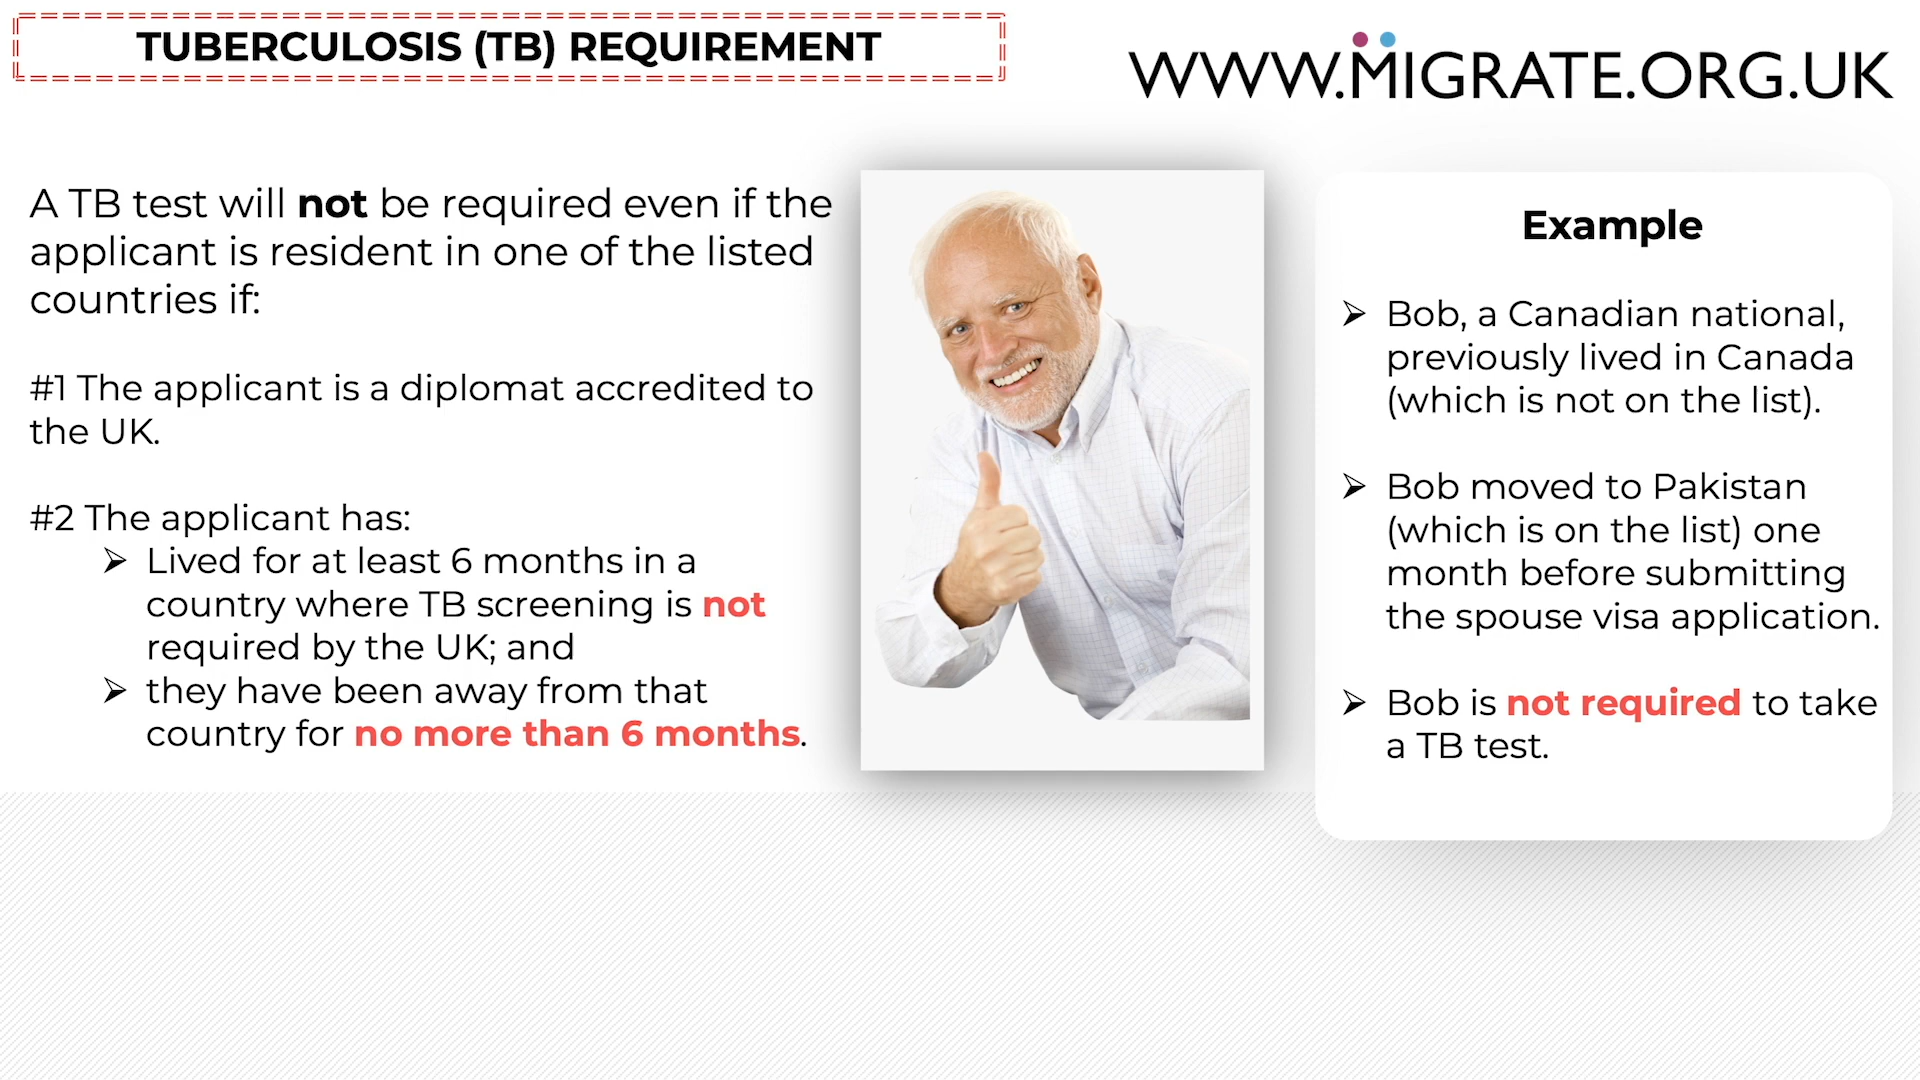 TUBERCULOSIS (TB) REQUIREMENT
WWW.MIGRATE.ORG.UK
A TB test will not be required even if the
applicant is resident in one of the listed
countries if:
#1 The applicant is a diplomat accredited to
the UK.
#2 The applicant has:
➢ Lived for at least 6 months in a
country where TB screening is not
required by the UK; and
➢ they have been away from that
country for no more than 6 months.
Example
➢ Bob, a Canadian national,
previously lived in Canada
(which is not on the list).
➢ Bob moved to Pakistan
(which is on the list) one
month before submitting
the spouse visa application.
➢ Bob is not required to take
a TB test.